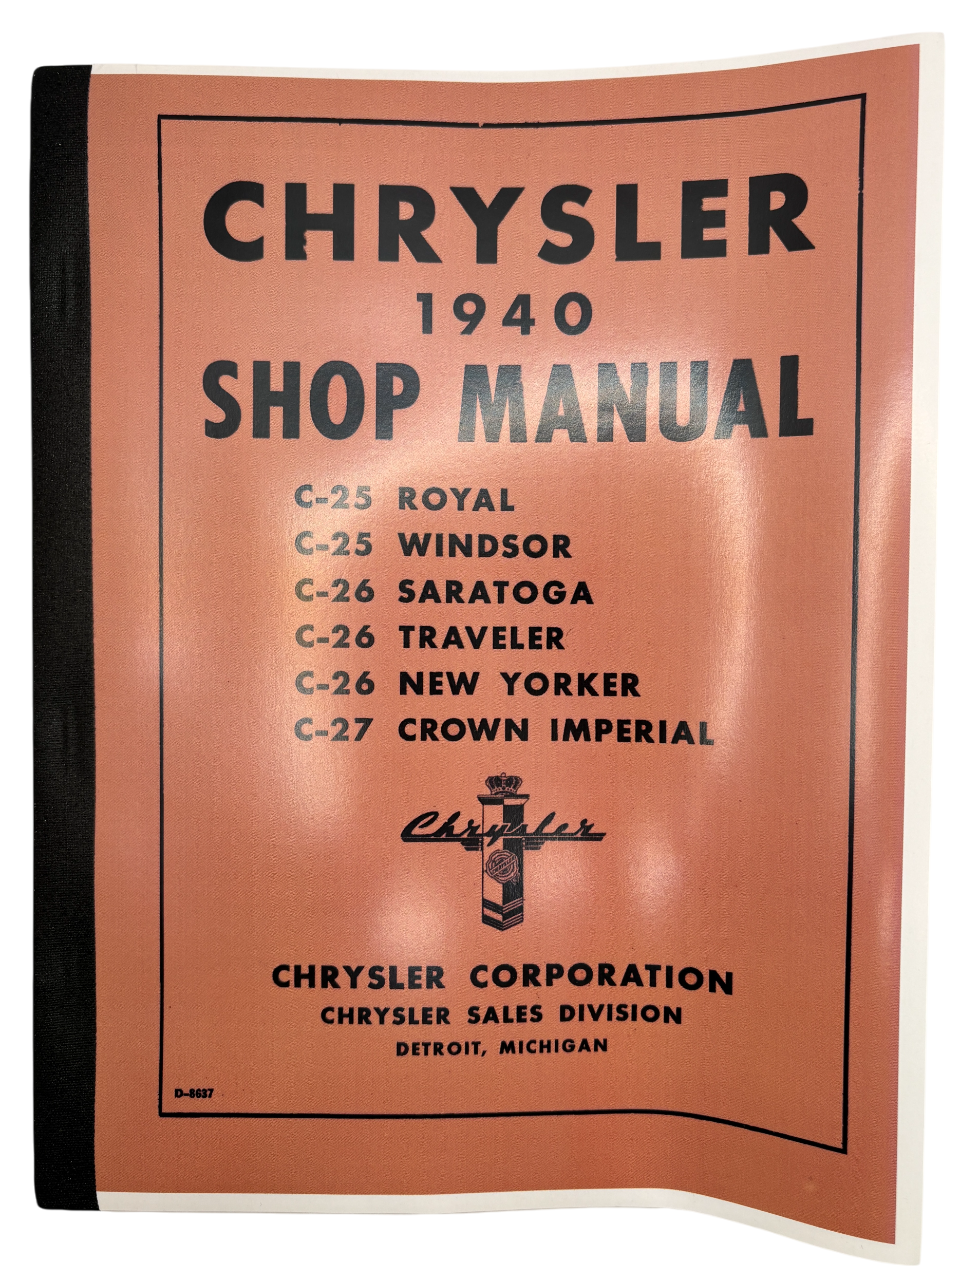 CHRYSLER
1940
SHOP MANUAL
C-25 ROYAL
C-25 WINDSOR
C-26 SARATOGA
C-26 TRAVELER
C-26 NEW YORKER
C-27 CROWN IMPERIAL
Chrysler
CHRYSLER CORPORATION
CHRYSLER SALES DIVISION
DETROIT, MICHIGAN
D-8637